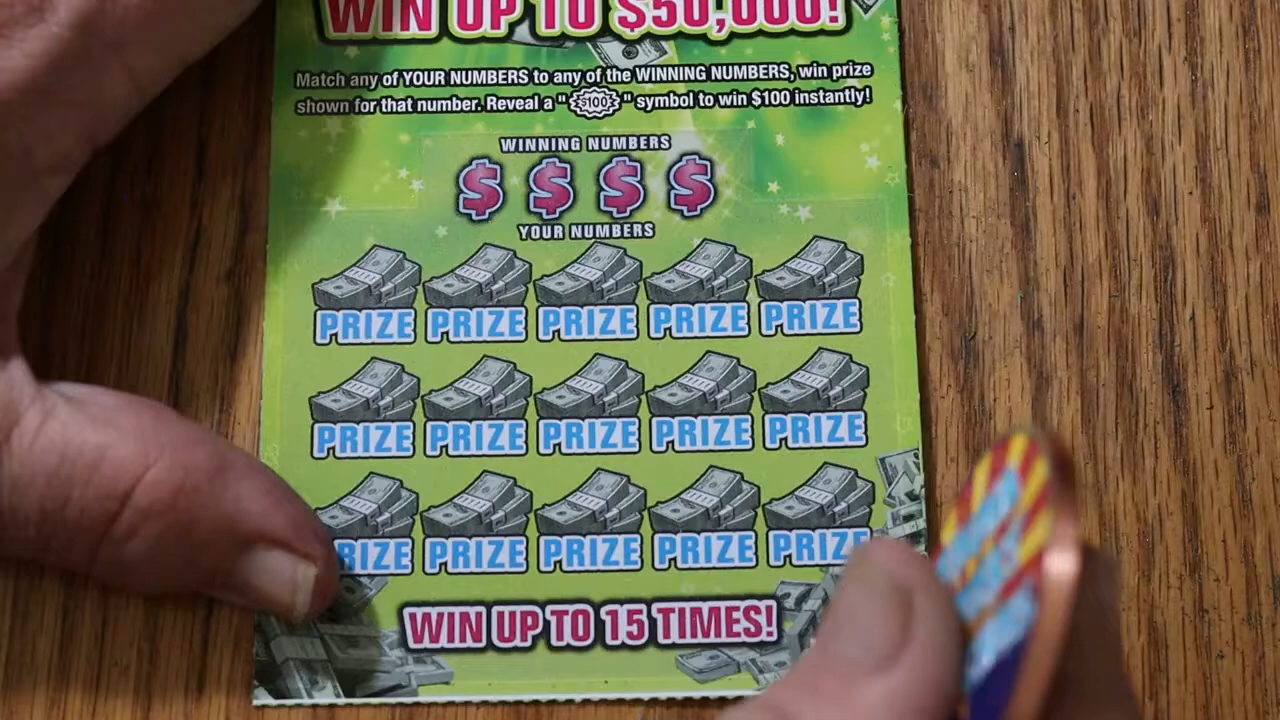 WIN UP TO $50,000!
Match any of YOUR NUMBERS to any of the WINNING NUMBERS, win prize
shown for that number. Reveal a "$100" symbol to win $100 instantly!
WINNING NUMBERS
$ $ $ $
YOUR NUMBERS
PRIZE PRIZE PRIZE PRIZE PRIZE
PRIZE PRIZE PRIZE PRIZE PRIZE
PRIZE PRIZE PRIZE PRIZE PRIZE
WIN UP TO 15 TIMES!